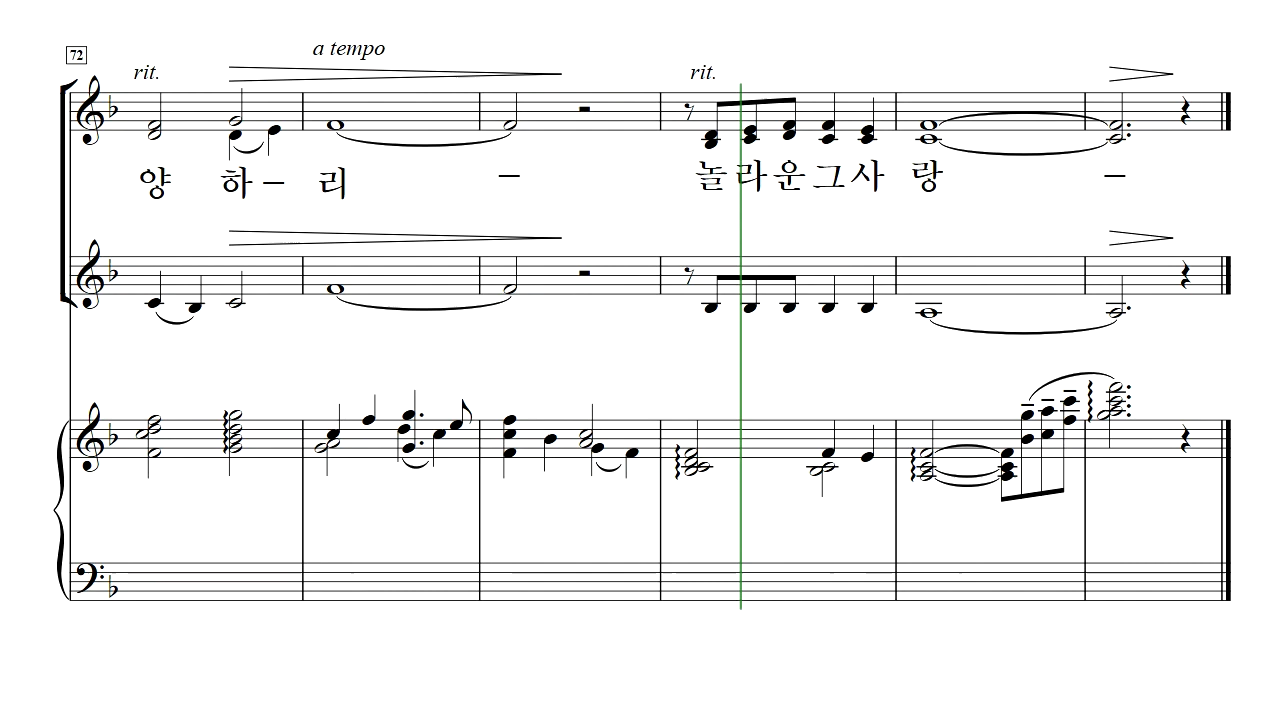 72
a tempo
rit.
rit.
양 하 – 리 – 놀 라 운 그 사 랑 –